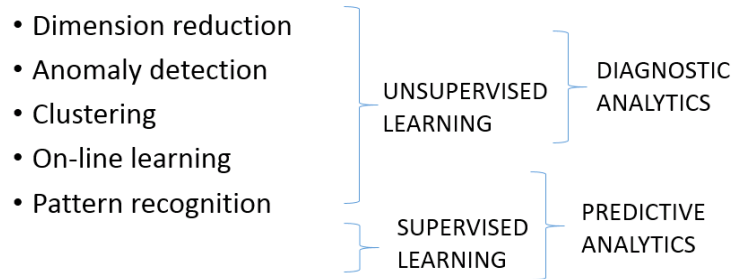 • Dimension reduction
• Anomaly detection
• Clustering
• On-line learning
• Pattern recognition
UNSUPERVISED
LEARNING
DIAGNOSTIC
ANALYTICS
SUPERVISED
LEARNING
PREDICTIVE
ANALYTICS